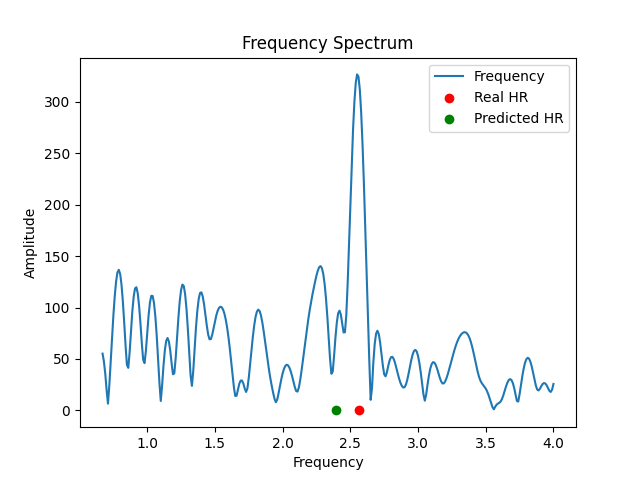 Frequency Spectrum
Frequency
Real HR
Predicted HR
300
250
200
150
100
50
0
Amplitude
1.0 1.5 2.0 2.5 3.0 3.5 4.0
Frequency